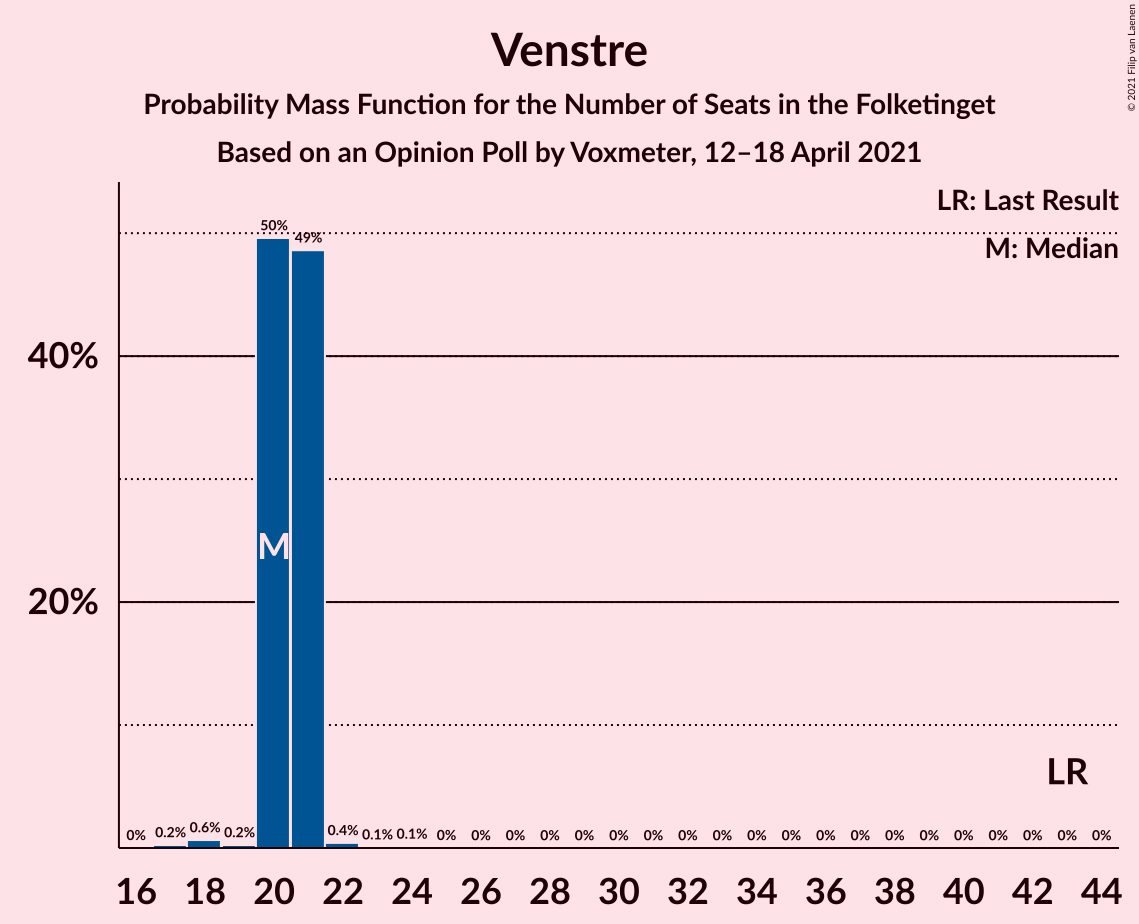 Venstre
Probability Mass Function for the Number of Seats in the Folketinget
Based on an Opinion Poll by Voxmeter, 12–18 April 2021
© 2021 Filip van Laenen
LR: Last Result
M: Median
50%
49%
40%
M
20%
LR
0% 0.2% 0.6% 0.2% 0.4% 0.1% 0.1% 0% 0% 0% 0% 0% 0% 0% 0% 0% 0% 0% 0% 0% 0% 0% 0% 0% 0% 0% 0%
16 18 20 22 24 26 28 30 32 34 36 38 40 42 44